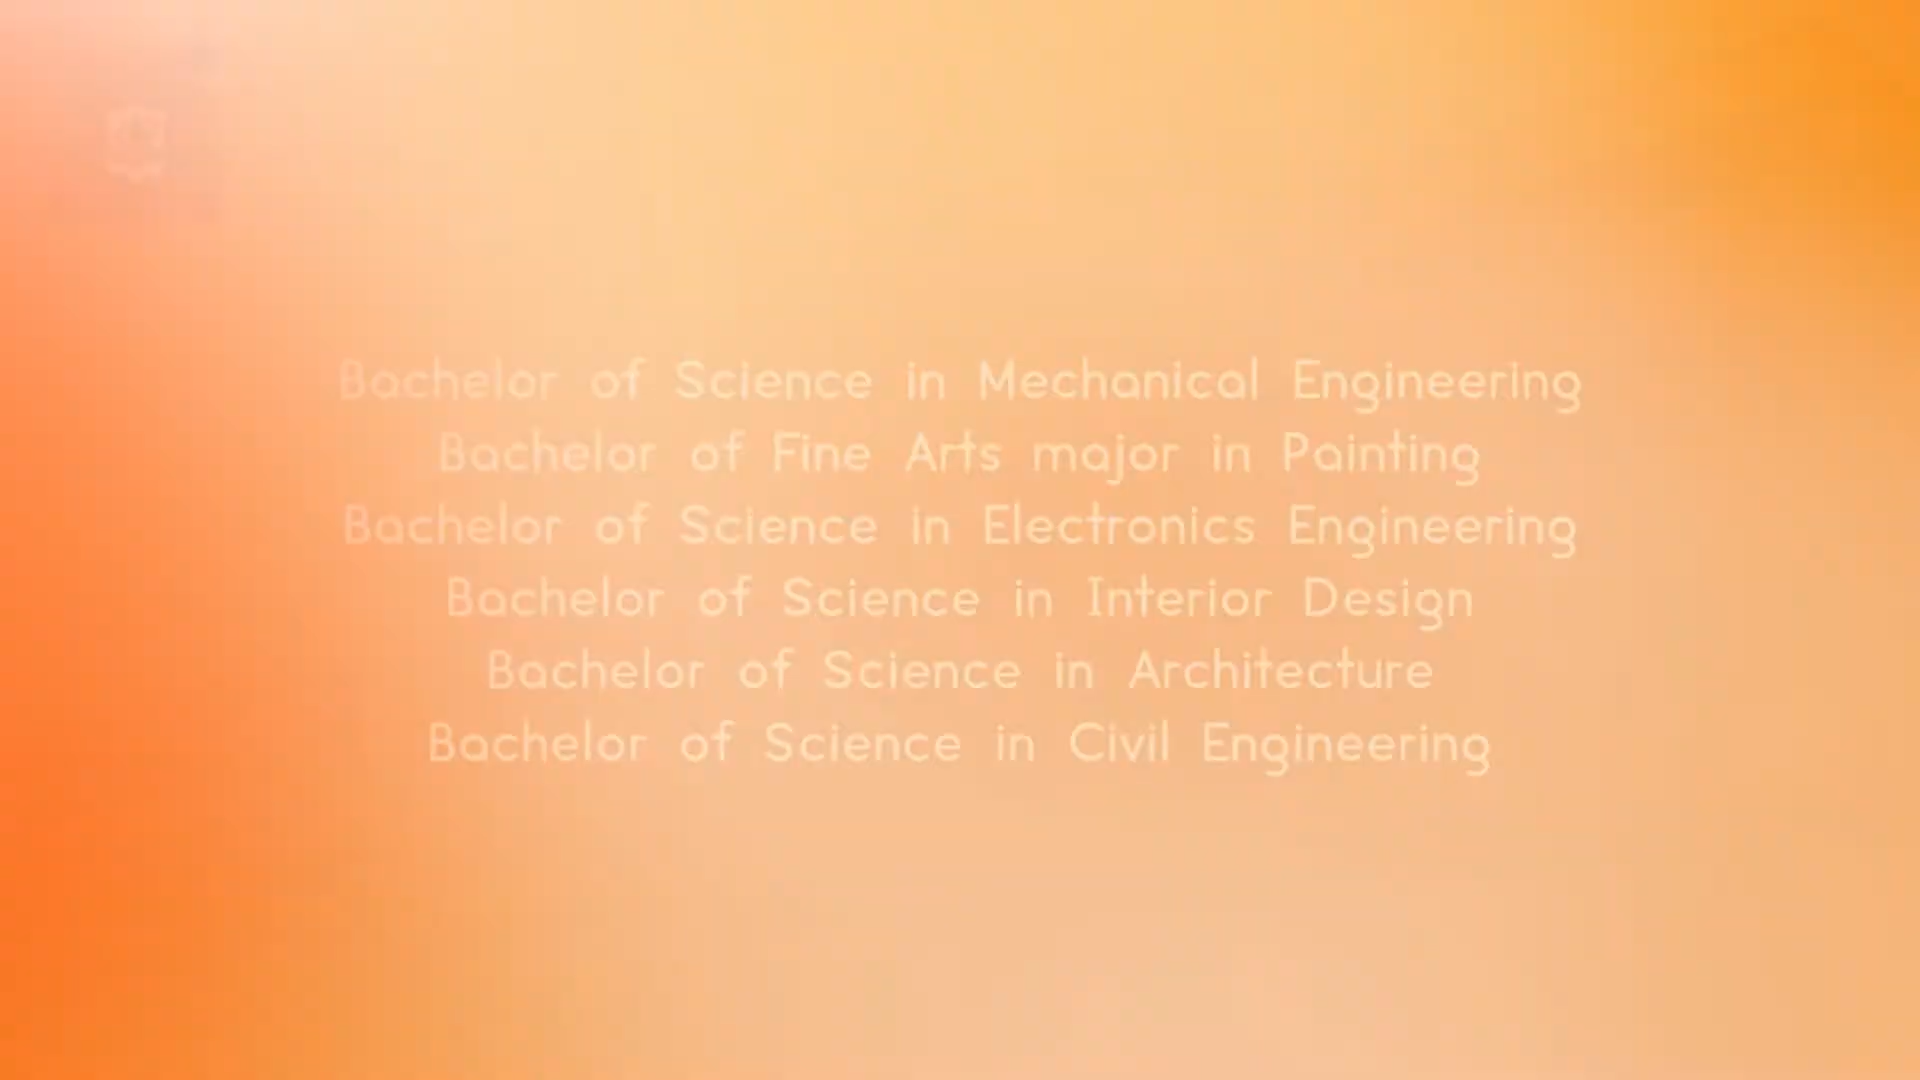 Bachelor of Science in Mechanical Engineering
Bachelor of Fine Arts major in Painting
Bachelor of Science in Electronics Engineering
Bachelor of Science in Interior Design
Bachelor of Science in Architecture
Bachelor of Science in Civil Engineering